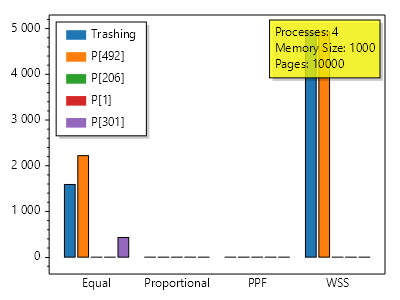 5 000
4 000
3 000
2 000
1 000
0
Trashing
P[492]
P[206]
P[1]
P[301]
Processes: 4
Memory Size: 1000
Pages: 10000
Equal
Proportional
PPF
WSS